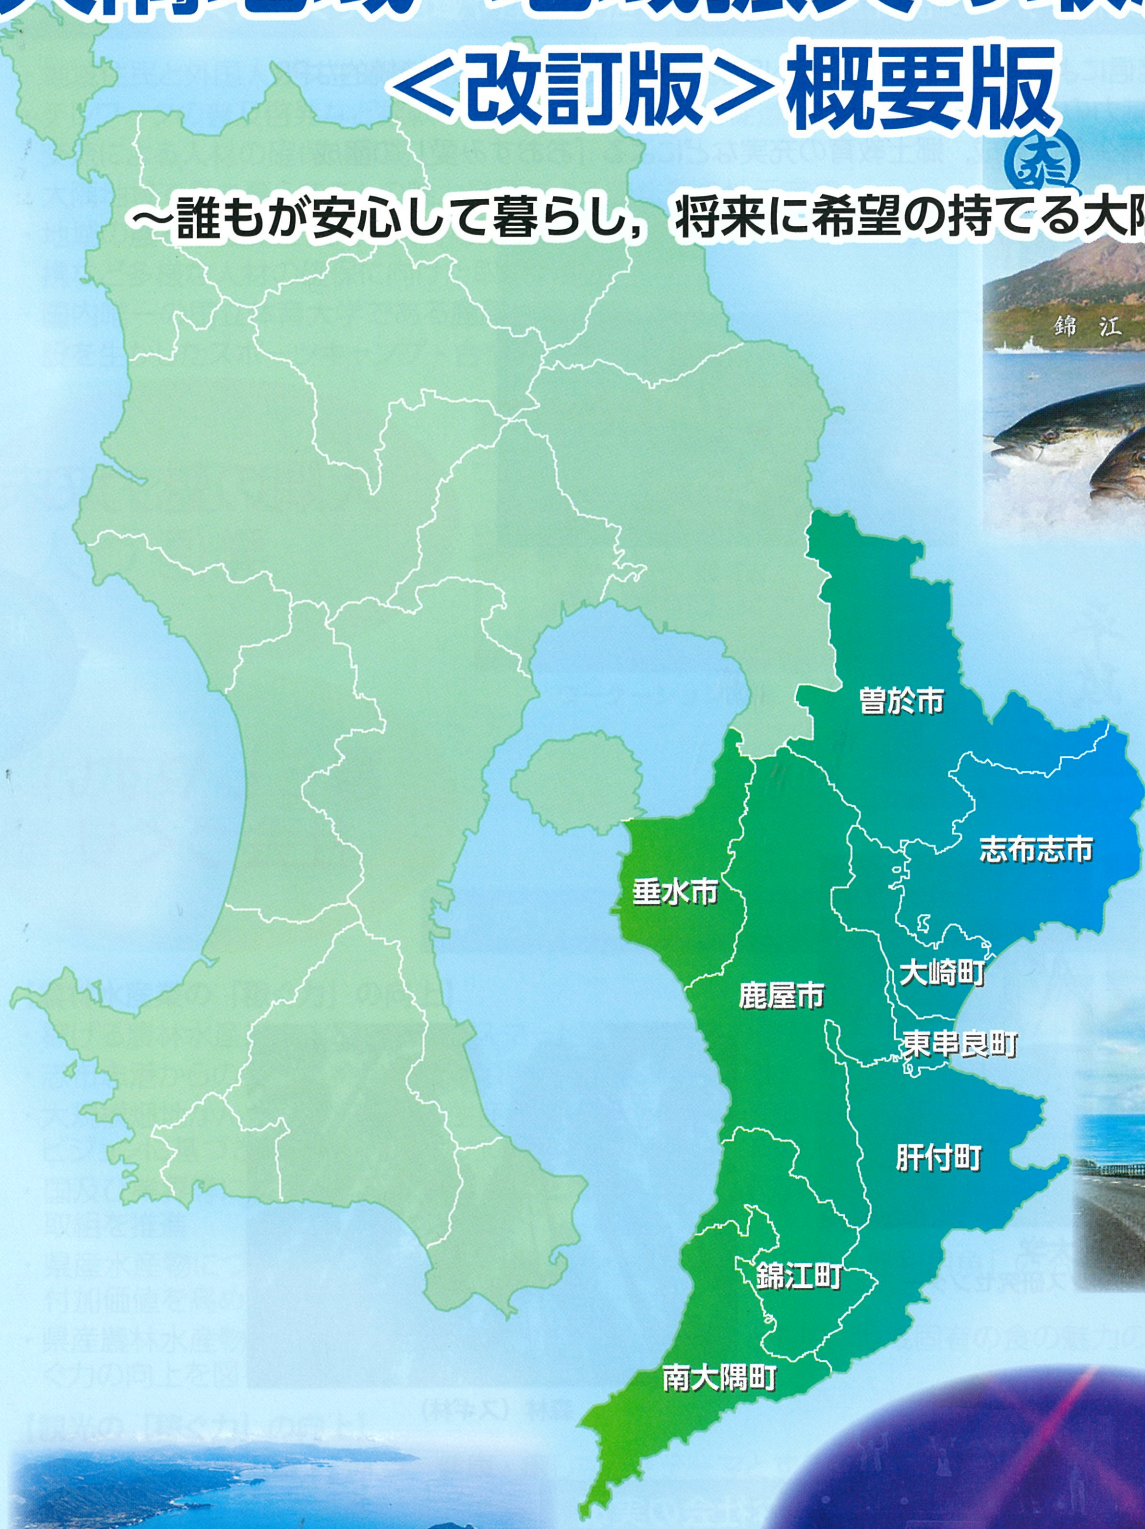 ＜改訂版＞概要版
～誰もが安心して暮らし，将来に希望の持てる大隅
錦 江
曽於市
志布志市
垂水市
大崎町
鹿屋市
東串良町
肝付町
錦江町
南大隅町